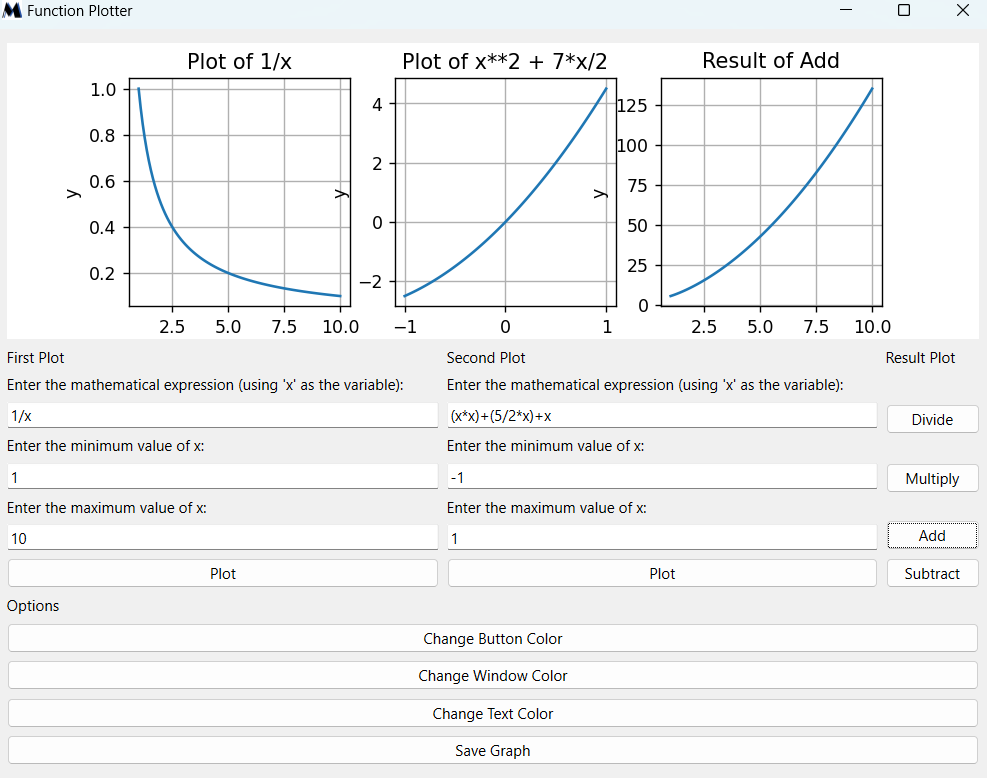 Function Plotter
Plot of 1/x
Plot of x**2 + 7*x/2
Result of Add
1.0
0.8
0.6
0.4
0.2
y
2.5 5.0 7.5 10.0
4
2
0
−2
y
−1 0 1
125
100
75
50
25
0
y
2.5 5.0 7.5 10.0
First Plot
Second Plot
Result Plot
Enter the mathematical expression (using 'x' as the variable):
Enter the mathematical expression (using 'x' as the variable):
1/x
(x*x)+(5/2*x)+x
Divide
Enter the minimum value of x:
Enter the minimum value of x:
1
-1
Multiply
Enter the maximum value of x:
Enter the maximum value of x:
10
1
Add
Plot
Plot
Subtract
Options
Change Button Color
Change Window Color
Change Text Color
Save Graph